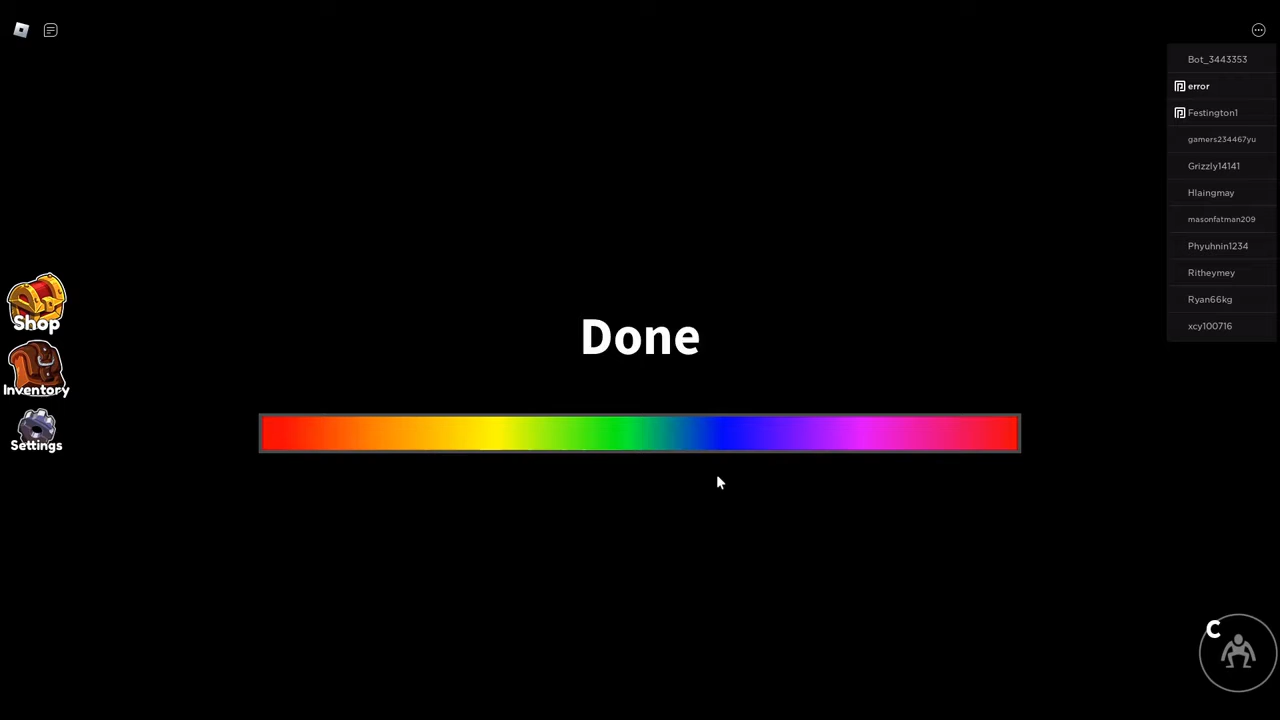 Bot_3443353
error
Festington1
gamers234467yu
Grizzly14141
Hlaingmay
masonfatman209
Phyuhnin1234
Ritheymey
Ryan66kg
xcy100716
Shop
Inventory
Settings
Done
C